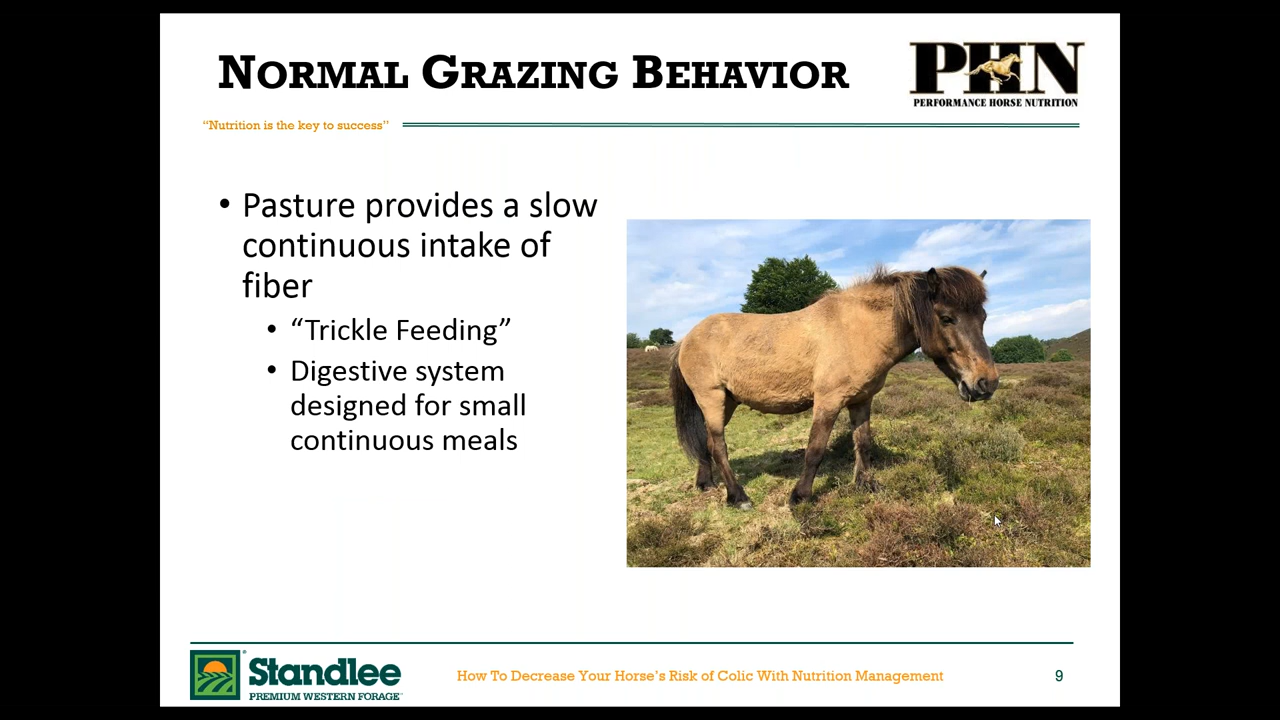 NORMAL GRAZING BEHAVIOR
PHN
PERFORMANCE HORSE NUTRITION
“Nutrition is the key to success”
• Pasture provides a slow
continuous intake of
fiber
• “Trickle Feeding”
• Digestive system
designed for small
continuous meals
Standlee®
PREMIUM WESTERN FORAGE™
How To Decrease Your Horse’s Risk of Colic With Nutrition Management
9